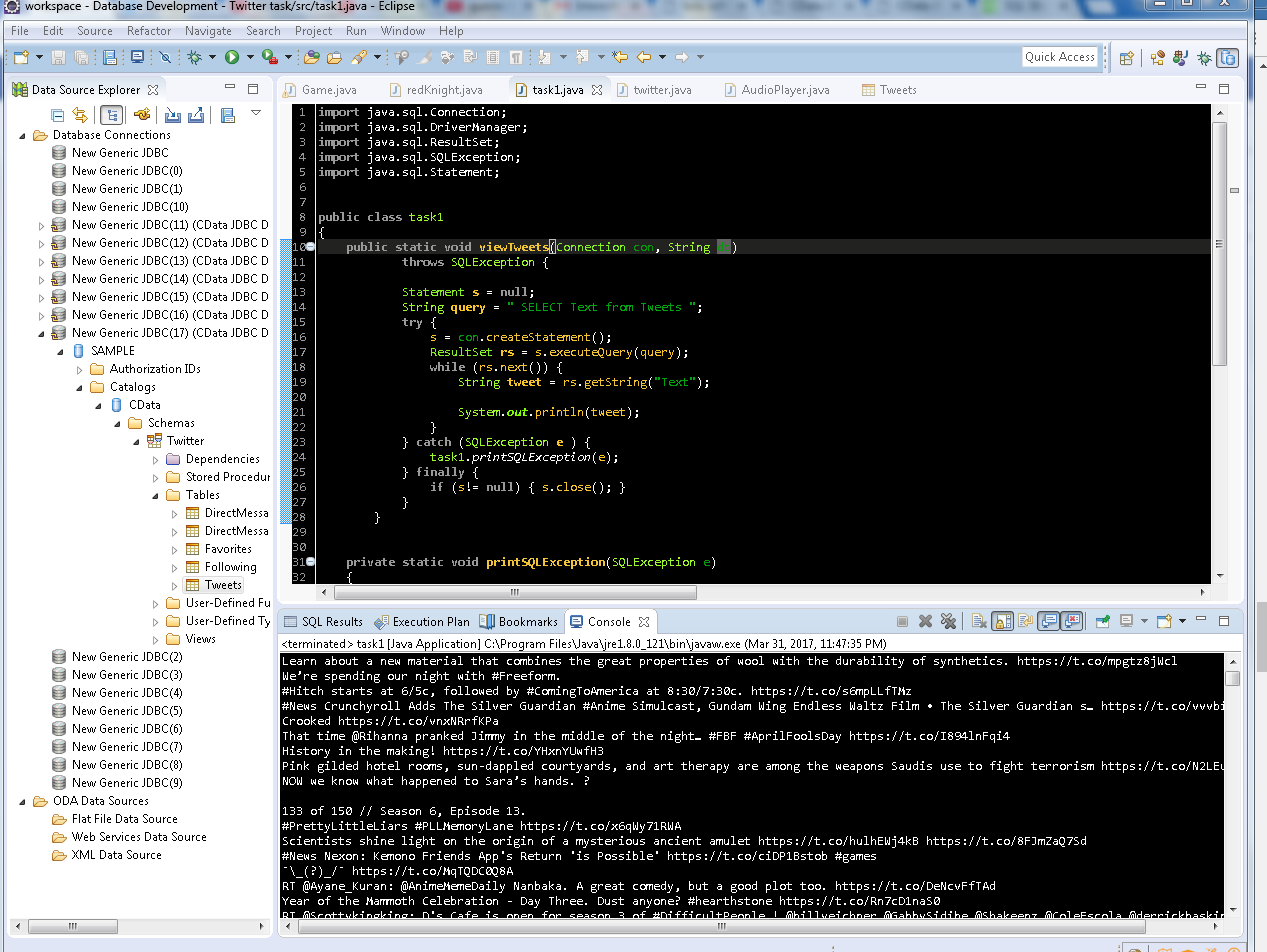 workspace - Database Development - Twitter task/src/task1.java - Eclipse
File Edit Source Refactor Navigate Search Project Run Window Help
Quick Access
Data Source Explorer
Database Connections
New Generic JDBC
New Generic JDBC(0)
New Generic JDBC(1)
New Generic JDBC(10)
New Generic JDBC(11) (CData JDBC D
New Generic JDBC(12) (CData JDBC D
New Generic JDBC(13) (CData JDBC D
New Generic JDBC(14) (CData JDBC D
New Generic JDBC(15) (CData JDBC D
New Generic JDBC(16) (CData JDBC D
New Generic JDBC(17) (CData JDBC D
SAMPLE
Authorization IDs
Catalogs
CData
Schemas
Twitter
Dependencies
Stored Procedur
Tables
DirectMessa
DirectMessa
Favorites
Following
Tweets
User-Defined Fu
User-Defined Ty
Views
New Generic JDBC(2)
New Generic JDBC(3)
New Generic JDBC(4)
New Generic JDBC(5)
New Generic JDBC(6)
New Generic JDBC(7)
New Generic JDBC(8)
New Generic JDBC(9)
ODA Data Sources
Flat File Data Source
Web Services Data Source
XML Data Source
Game.java redKnight.java task1.java twitter.java AudioPlayer.java Tweets
1 import java.sql.Connection;
2 import java.sql.DriverManager;
3 import java.sql.ResultSet;
4 import java.sql.SQLException;
5 import java.sql.Statement;
6
7
8 public class task1
9 {
10 public static void viewTweets(Connection con, String )
11 throws SQLException {
12
13 Statement s = null;
14 String query = " SELECT Text from Tweets ";
15 try {
16 s = con.createStatement();
17 ResultSet rs = s.executeQuery(query);
18 while (rs.next()) {
19 String tweet = rs.getString("Text");
20
21 System.out.println(tweet);
22 }
23 } catch (SQLException e ) {
24 task1.printSQLException(e);
25 } finally {
26 if (s!= null) { s.close(); }
27 }
28 }
29
30
31 private static void printSQLException(SQLException e)
32 {
SQL Results Execution Plan Bookmarks Console
<terminated> task1 [Java Application] C:\Program Files\Java\jre1.8.0_121\bin\javaw.exe (Mar 31, 2017, 11:47:35 PM)
Learn about a new material that combines the great properties of wool with the durability of synthetics. https://t.co/mpgtz8jWcl
We’re spending our night with #Freeform.
#Hitch starts at 6/5c, followed by #ComingToAmerica at 8:30/7:30c. https://t.co/s6mpLLfTMz
#News Crunchyroll Adds The Silver Guardian #Anime Simulcast, Gundam Wing Endless Waltz Film • The Silver Guardian s… https://t.co/vvvbi
Crooked https://t.co/vnxNRrfKPa
That time @Rihanna pranked Jimmy in the middle of the night… #FBF #AprilFoolsDay https://t.co/I894lnFqi4
History in the making! https://t.co/YHxnYUwfH3
Pink gilded hotel rooms, sun-dappled courtyards, and art therapy are among the weapons Saudis use to fight terrorism https://t.co/N2LEu
NOW we know what happened to Sara’s hands. ?
133 of 150 // Season 6, Episode 13.
#PrettyLittleLiars #PLLMemoryLane https://t.co/x6qWy71RWA
Scientists shine light on the origin of a mysterious ancient amulet https://t.co/hulhEWj4kB https://t.co/8FJmZaQ7Sd
#News Nexon: Kemono Friends App's Return 'is Possible' https://t.co/ciDP1Bstob #games
¯\_(?)_/¯ https://t.co/MqTQDC0Q8A
RT @Ayane_Kuran: @AnimeMemeDaily Nanbaka. A great comedy, but a good plot too. https://t.co/DeNcvFfTAd
Year of the Mammoth Celebration - Day Three. Dust anyone? #hearthstone https://t.co/Rn7cD1naS0
RT @Scottykingking: D's Cafe is open for season 3 of #DifficultPeople ! @billyeichner @GabbySidibe @Shakeenz @ColeEscola @derrickbaskin